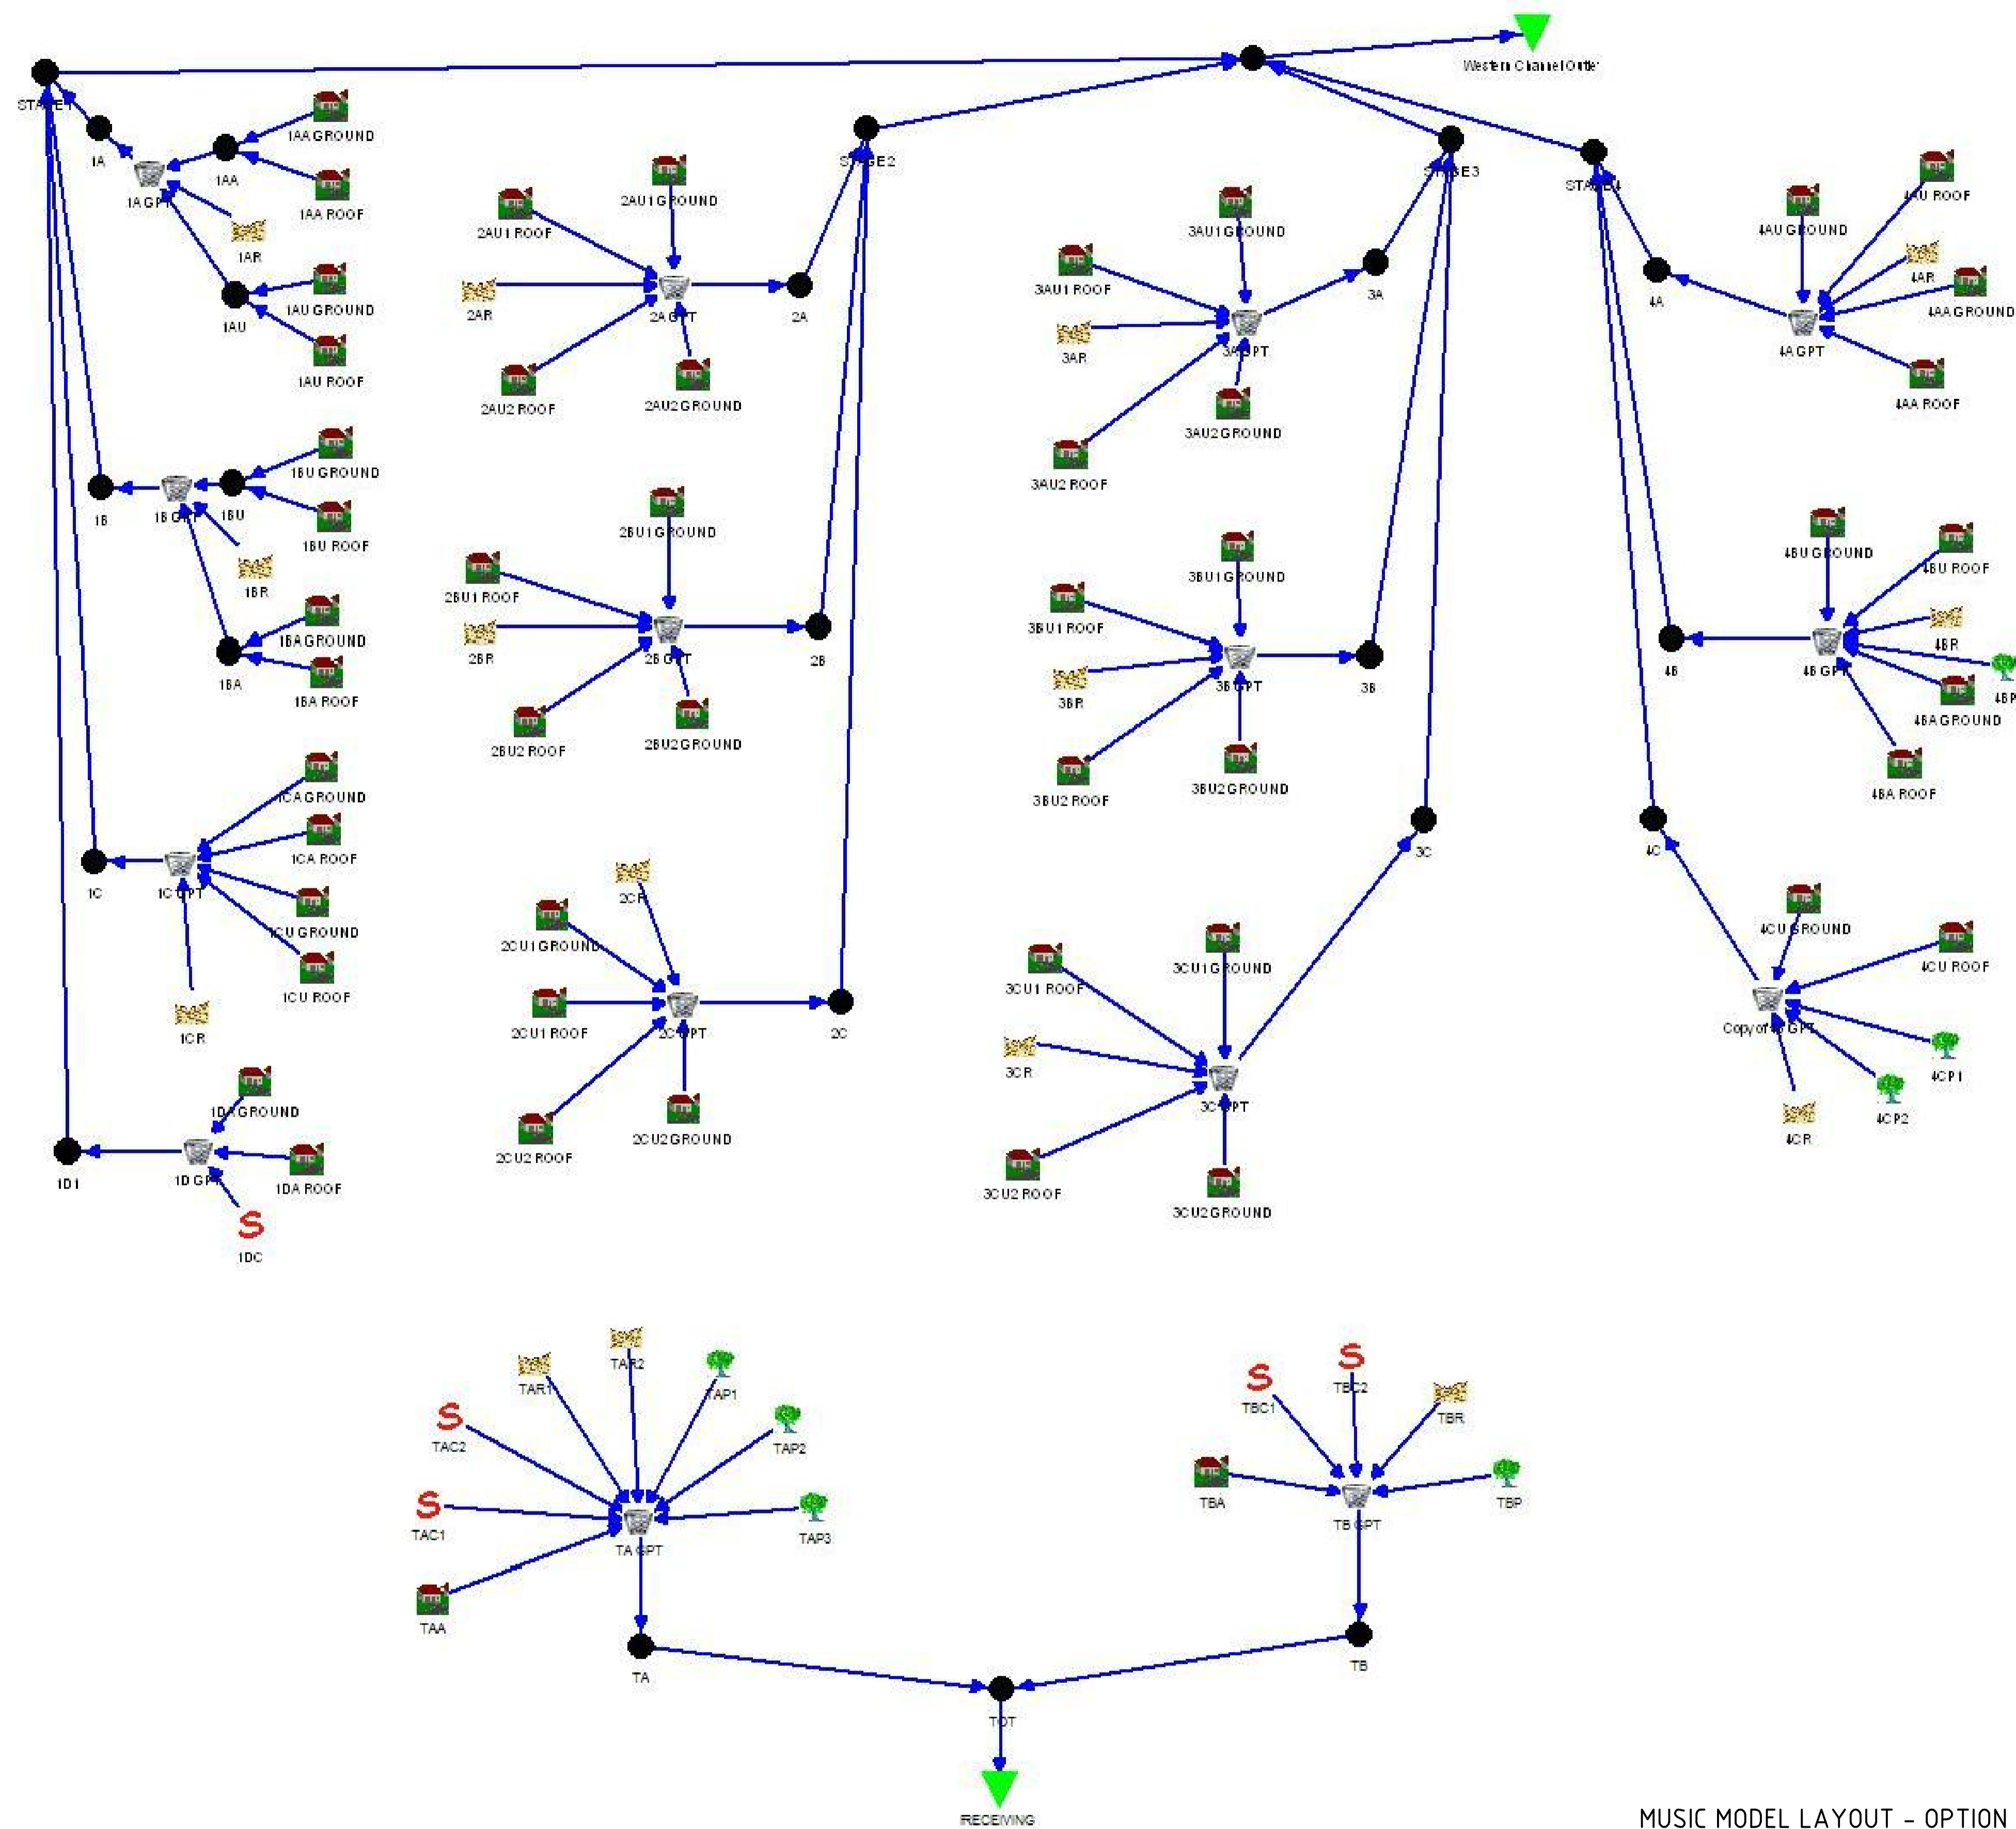 Western Channel Outlet
STAGE1
1A
1A GPT
1AA
1AA GROUND
1AA ROOF
1AR
1AU
1AU GROUND
1AU ROOF
1B
1B GPT
1BU
1BU GROUND
1BU ROOF
1BR
1BA
1BA GROUND
1BA ROOF
1C
1C GPT
1CA GROUND
1CA ROOF
1CU GROUND
1CU ROOF
1CR
1D1
1D GPT
1DA GROUND
1DA ROOF
1DC
STAGE2
2AU1 GROUND
2AU1 ROOF
2AR
2A GPT
2A
2AU2 ROOF
2AU2 GROUND
2BU1 GROUND
2BU1 ROOF
2BR
2B GPT
2B
2BU2 ROOF
2BU2 GROUND
2CR
2CU1 GROUND
2CU1 ROOF
2C GPT
2C
2CU2 ROOF
2CU2 GROUND
STAGE3
3AU1 GROUND
3AU1 ROOF
3AR
3A GPT
3A
3AU2 ROOF
3AU2 GROUND
3BU1 GROUND
3BU1 ROOF
3BR
3B GPT
3B
3BU2 ROOF
3BU2 GROUND
3C
3CU1 GROUND
3CU1 ROOF
3CR
3C GPT
3CU2 ROOF
3CU2 GROUND
STAGE4
4A
4A GPT
4AU GROUND
4AU ROOF
4AR
4AA GROUND
4AA ROOF
4B
4B GPT
4BU GROUND
4BU ROOF
4BR
4BP
4BA GROUND
4BA ROOF
4C
4CU GROUND
4CU ROOF
Copy of 4B GPT
4CP1
4CP2
4CR
TAR1
TAR2
TAP1
TAC2
TAP2
TAC1
TAP3
TA GPT
TAA
TA
TBC1
TBC2
TBR
TBA
TBP
TB GPT
TB
TOT
RECEIVING
MUSIC MODEL LAYOUT - OPTION